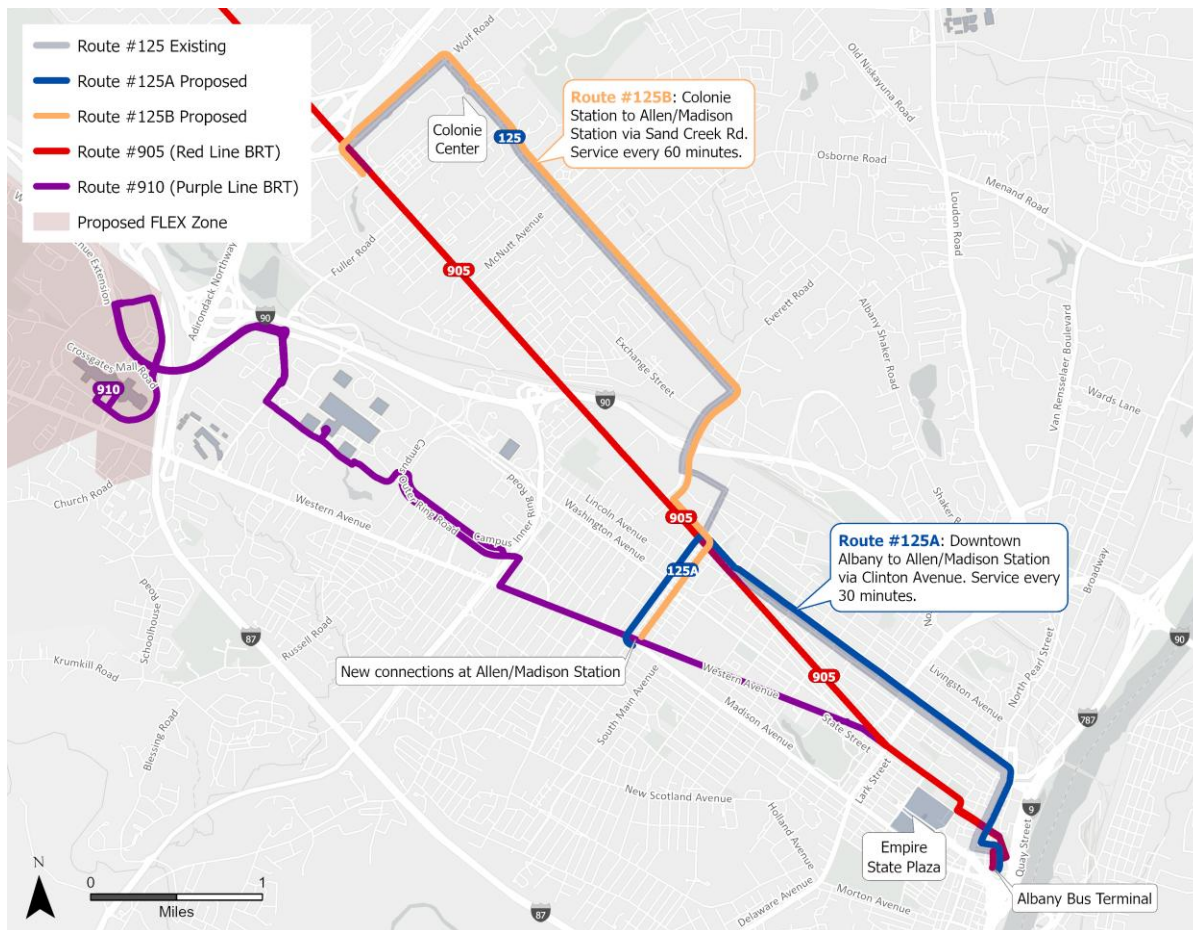 Route #125 Existing
Route #125A Proposed
Route #125B Proposed
Route #905 (Red Line BRT)
Route #910 (Purple Line BRT)
Proposed FLEX Zone
Wolf Road
Old Niskayuna Road
Colonie
Center
125
Route #125B: Colonie
Station to Allen/Madison
Station via Sand Creek Rd.
Service every 60 minutes.
Osborne Road
Menand Road
Loudon Road
Fuller Road
McNutt Avenue
905
Adirondack Northway
nue Extension
90
Everett Road
Albany Shaker Road
Van Rensselaer Boulevard
Exchange Street
Crossgates Mall Road
910
90
Wards Lane
Church Road
Western Avenue
Campus
Outer Ring Road
Campus
Inner Ring Road
Lincoln Avenue
Washington Avenue
905
Shaker R
Broadway
125A
Route #125A: Downtown
Albany to Allen/Madison
Station via Clinton Avenue. Service every
30 minutes.
Schoolhouse Road
Russell Road
87
90
Krumkill Road
New connections at Allen/Madison Station
Western Avenue
905
Livingston Avenue
North Pearl Street
Blessing Road
South Main Avenue
Madison Avenue
State Street
787
Lark Street
New Scotland Avenue
Holland Avenue
9
Quay Street
Empire
State Plaza
N
0 1
Miles
Morton Avenue
Delaware Avenue
Albany Bus Terminal
87